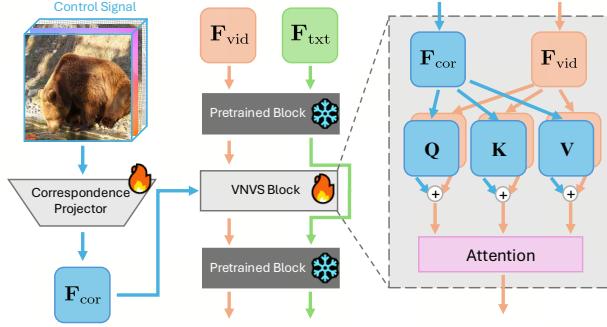 Control Signal
Correspondence
Projector
F_cor
F_vid
F_txt
Pretrained Block
VNVS Block
Pretrained Block
F_cor
F_vid
Q
K
V
+
+
+
Attention